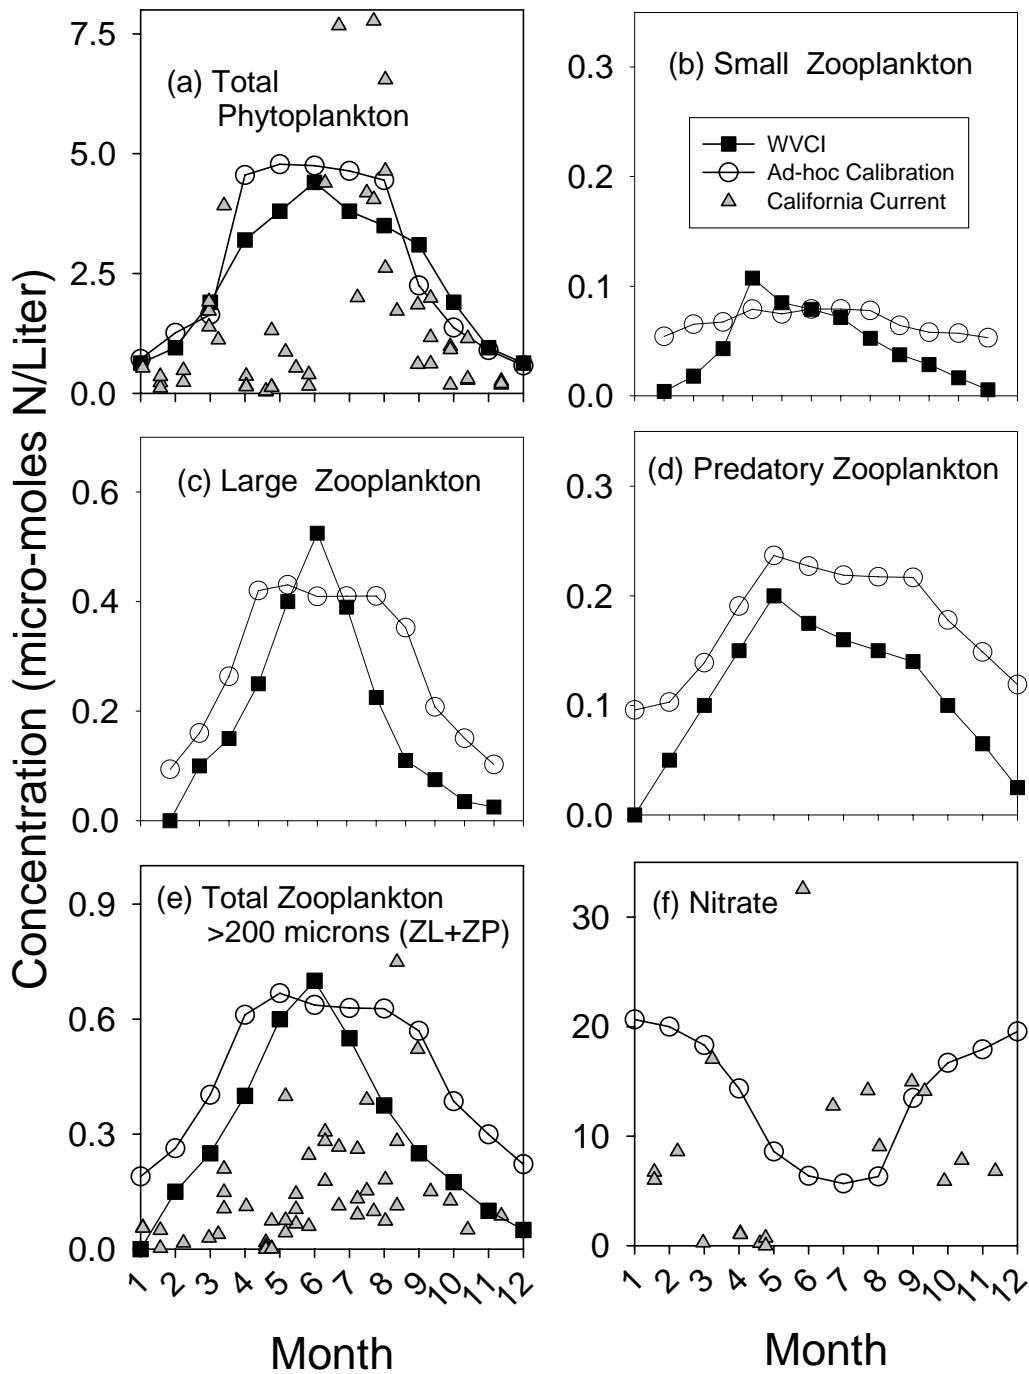 Concentration (micro-moles N/Liter)
7.5
5.0
2.5
0.0
(a) Total
Phytoplankton
0.3
0.2
0.1
0.0
(b) Small Zooplankton
WVCI
Ad-hoc Calibration
California Current
0.6
0.4
0.2
0.0
(c) Large Zooplankton
0.3
0.2
0.1
0.0
(d) Predatory Zooplankton
0.9
0.6
0.3
0.0
(e) Total Zooplankton
>200 microns (ZL+ZP)
1 2 3 4 5 6 7 8 9 10 11 12
Month
30
20
10
0
(f) Nitrate
1 2 3 4 5 6 7 8 9 10 11 12
Month